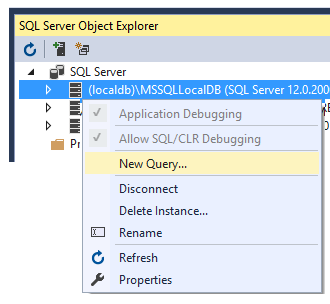 SQL Server Object Explorer
SQL Server
(localdb)\MSSQLLocalDB (SQL Server 12.0.200
Application Debugging
Allow SQL/CLR Debugging
New Query...
Disconnect
Delete Instance...
Rename
Refresh
Properties